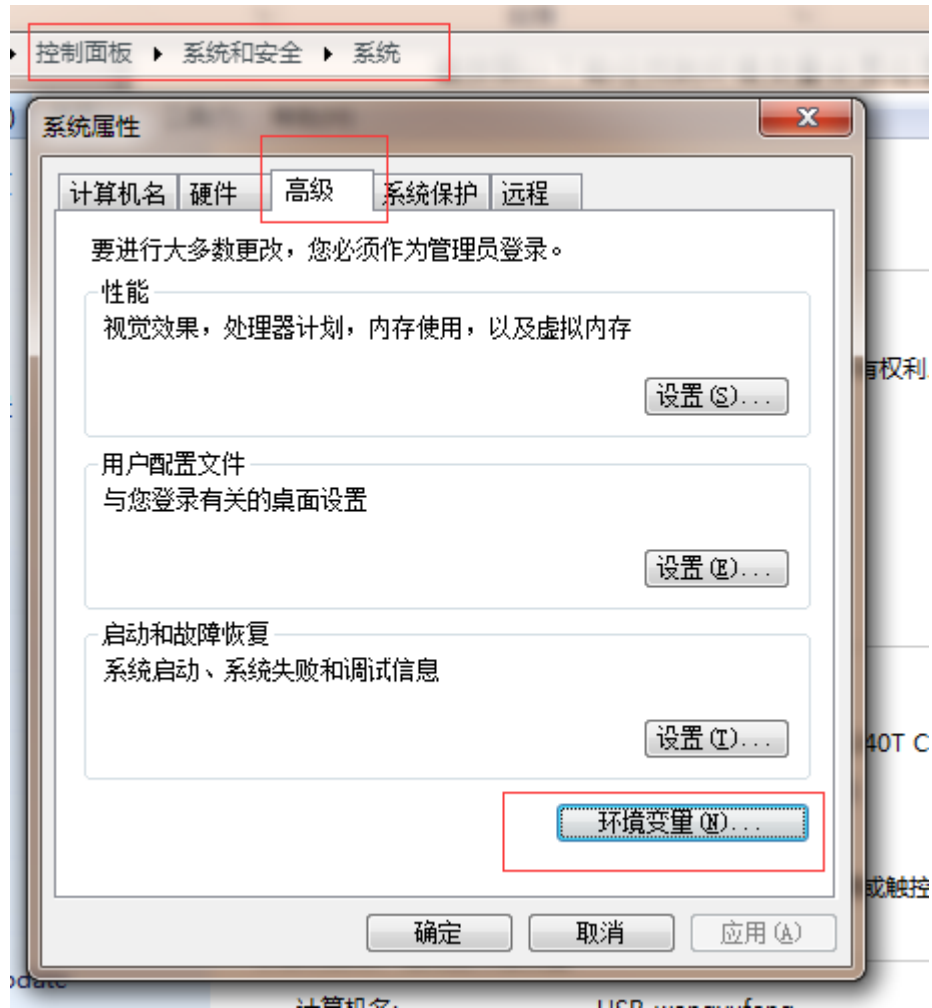 控制面板 ▸ 系统和安全 ▸ 系统
系统属性
计算机名 硬件 高级 系统保护 远程
要进行大多数更改，您必须作为管理员登录。
性能
视觉效果，处理器计划，内存使用，以及虚拟内存
有权利
设置(S)...
用户配置文件
与您登录有关的桌面设置
设置(E)...
启动和故障恢复
系统启动、系统失败和调试信息
设置(T)...
40T C
环境变量(N)...
或触控
确定 取消 应用(A)
pdate
计算机名: